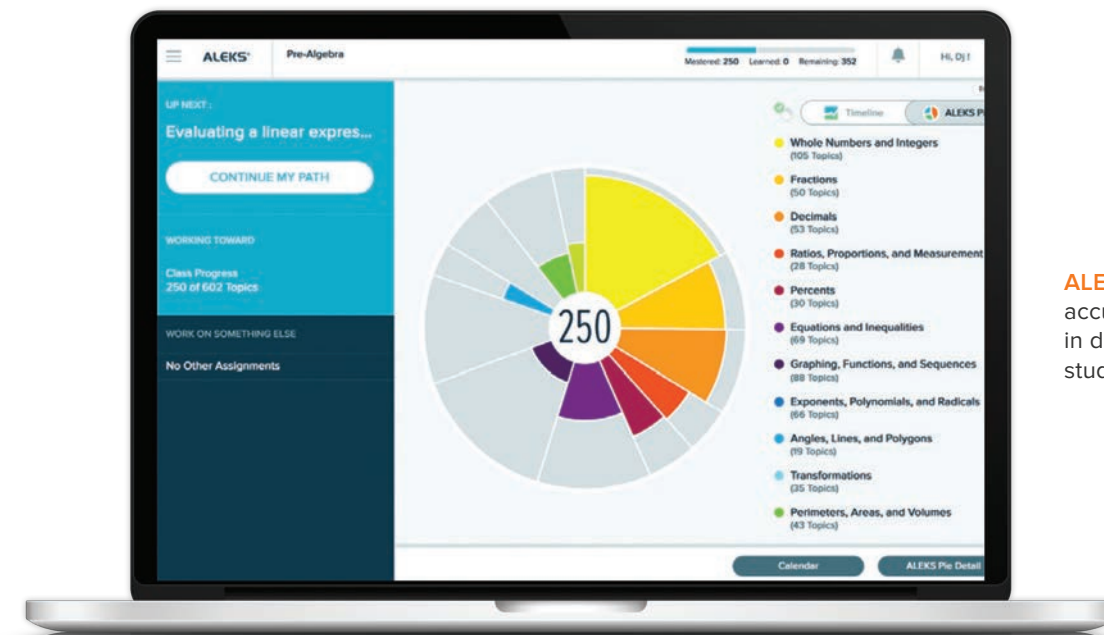 ALEKS®
Pre-Algebra
Mastered: 250 Learned: 0 Remaining: 352
Hi, Dj !
UP NEXT :
Evaluating a linear expres...
CONTINUE MY PATH
WORKING TOWARD
Class Progress
250 of 602 Topics
WORK ON SOMETHING ELSE
No Other Assignments
250
Timeline
ALEKS P
Whole Numbers and Integers
(105 Topics)
Fractions
(50 Topics)
Decimals
(53 Topics)
Ratios, Proportions, and Measurement
(28 Topics)
Percents
(30 Topics)
Equations and Inequalities
(69 Topics)
Graphing, Functions, and Sequences
(88 Topics)
Exponents, Polynomials, and Radicals
(66 Topics)
Angles, Lines, and Polygons
(19 Topics)
Transformations
(35 Topics)
Perimeters, Areas, and Volumes
(43 Topics)
Calendar
ALEKS Pie Detail
ALE
accu
in d
stud